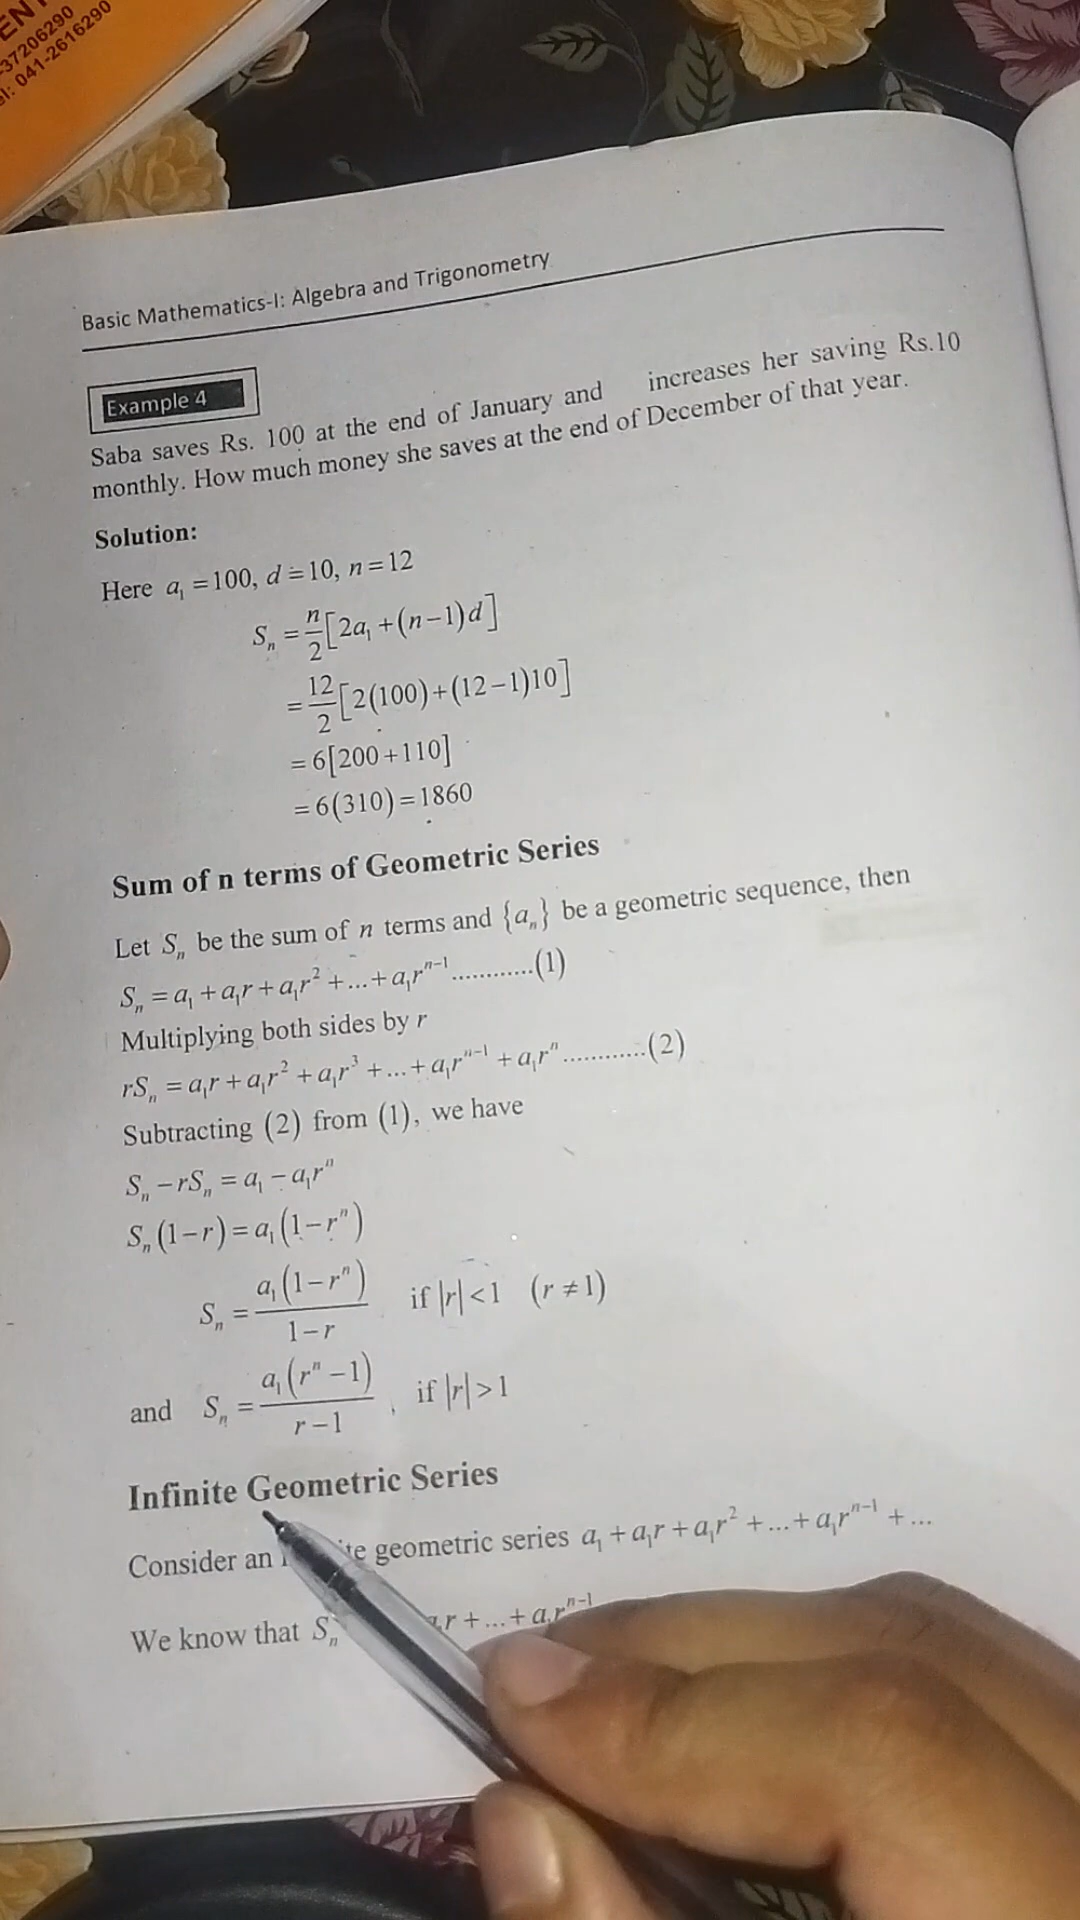 EN
-37206290
el: 041-2616290
Basic Mathematics-I: Algebra and Trigonometry
Example 4
Saba saves Rs. 100 at the end of January and increases her saving Rs.10
monthly. How much money she saves at the end of December of that year.
Solution:
Here a₁ = 100, d = 10, n = 12
Sₙ = n/2 [2a₁ + (n−1)d]
= 12/2 [2(100) + (12−1)10]
= 6[200+110]
= 6(310) = 1860
Sum of n terms of Geometric Series
Let Sₙ be the sum of n terms and {aₙ} be a geometric sequence, then
Sₙ = a₁ + a₁r + a₁r² + ... + a₁rⁿ⁻¹ ............(1)
Multiplying both sides by r
rSₙ = a₁r + a₁r² + a₁r³ + ... + a₁rⁿ⁻¹ + a₁rⁿ ............(2)
Subtracting (2) from (1), we have
Sₙ − rSₙ = a₁ − a₁rⁿ
Sₙ(1−r) = a₁(1−rⁿ)
Sₙ = a₁(1−rⁿ)/(1−r) if |r|<1 (r ≠ 1)
and Sₙ = a₁(rⁿ−1)/(r−1), if |r|>1
Infinite Geometric Series
Consider an geometric series a₁ + a₁r + a₁r² + ... + a₁rⁿ⁻¹ + ...
We know that Sₙ r + ... + a₁rⁿ⁻¹